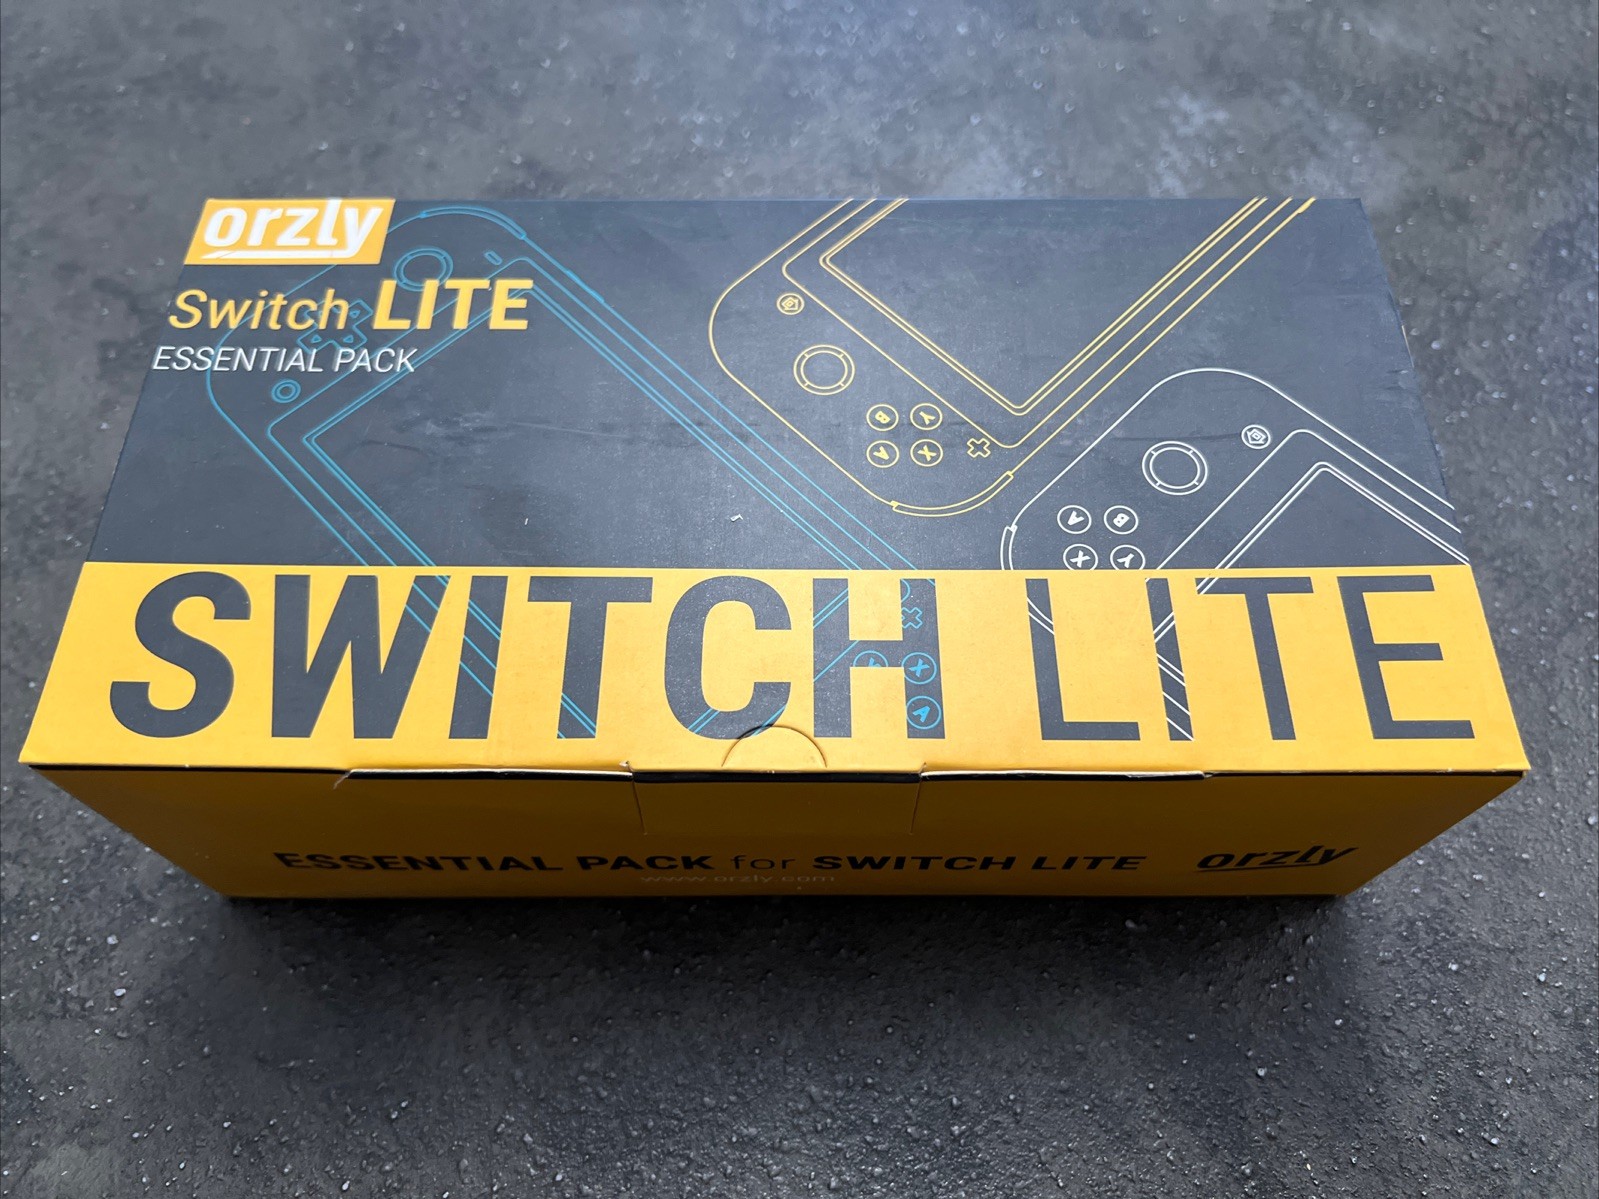 orzly
Switch LITE
ESSENTIAL PACK
B Y
A X
A B
X Y
SWITCH LITE
Y X
A
ESSENTIAL PACK for SWITCH LITE orzly
www.orzly.com